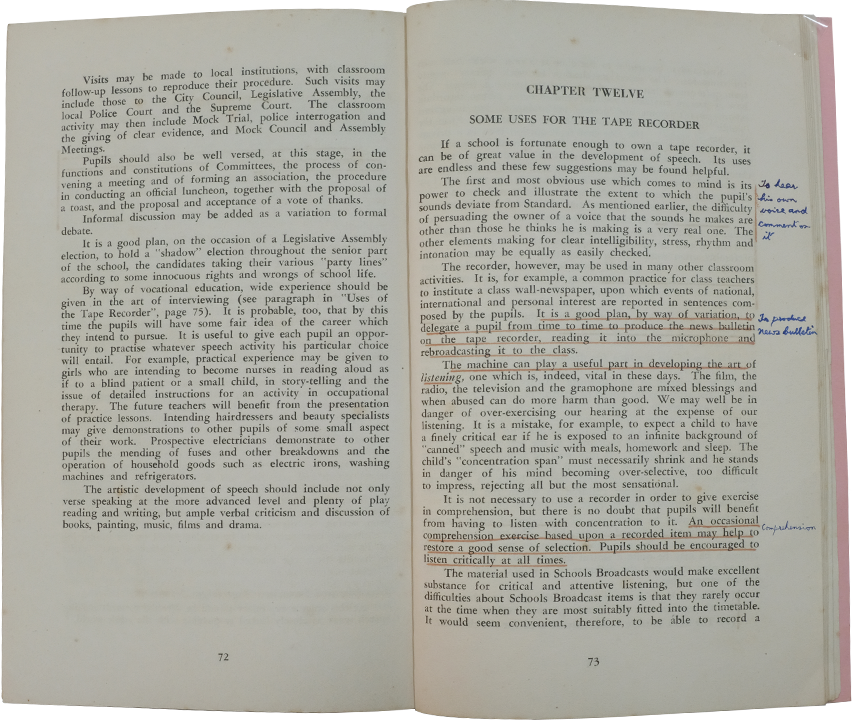 Visits may be made to local institutions, with classroom
follow-up lessons to reproduce their procedure. Such visits may
include those to the City Council, Legislative Assembly, the
local Police Court and the Supreme Court. The classroom
activity may then include Mock Trial, police interrogation and
the giving of clear evidence, and Mock Council and Assembly
Meetings.
Pupils should also be well versed, at this stage, in the
functions and constitutions of Committees, the process of con-
vening a meeting and of forming an association, the procedure
in conducting an official luncheon, together with the proposal of
a toast, and the proposal and acceptance of a vote of thanks.
Informal discussion may be added as a variation to formal
debate.
It is a good plan, on the occasion of a Legislative Assembly
election, to hold a "shadow" election throughout the senior part
of the school, the candidates taking their various "party lines"
according to some innocuous rights and wrongs of school life.
By way of vocational education, wide experience should be
given in the art of interviewing (see paragraph in "Uses of
the Tape Recorder", page 75). It is probable, too, that by this
time the pupils will have some fair idea of the career which
they intend to pursue. It is useful to give each pupil an oppor-
tunity to practise whatever speech activity his particular choice
will entail. For example, practical experience may be given to
girls who are intending to become nurses in reading aloud as
if to a blind patient or a small child, in story-telling and the
issue of detailed instructions for an activity in occupational
therapy. The future teachers will benefit from the presentation
of practice lessons. Intending hairdressers and beauty specialists
may give demonstrations to other pupils of some small aspect
of their work. Prospective electricians demonstrate to other
pupils the mending of fuses and other breakdowns and the
operation of household goods such as electric irons, washing
machines and refrigerators.
The artistic development of speech should include not only
verse speaking at the more advanced level and plenty of play
reading and writing, but ample verbal criticism and discussion of
books, painting, music, films and drama.
72
CHAPTER TWELVE
SOME USES FOR THE TAPE RECORDER
If a school is fortunate enough to own a tape recorder, it
can be of great value in the development of speech. Its uses
are endless and these few suggestions may be found helpful.
The first and most obvious use which comes to mind is its
power to check and illustrate the extent to which the pupil's
sounds deviate from Standard. As mentioned earlier, the difficulty
of persuading the owner of a voice that the sounds he makes are
other than those he thinks he is making is a very real one. The
other elements making for clear intelligibility, stress, rhythm and
intonation may be equally as easily checked.
To hear
his own
voice and
comment on
it
The recorder, however, may be used in many other classroom
activities. It is, for example, a common practice for class teachers
to institute a class wall-newspaper, upon which events of national,
international and personal interest are reported in sentences com-
posed by the pupils. It is a good plan, by way of variation, to
delegate a pupil from time to time to produce the news bulletin
on the tape recorder, reading it into the microphone and
rebroadcasting it to the class.
To produce
News bulletin
The machine can play a useful part in developing the art of
listening, one which is, indeed, vital in these days. The film, the
radio, the television and the gramophone are mixed blessings and
when abused can do more harm than good. We may well be in
danger of over-exercising our hearing at the expense of our
listening. It is a mistake, for example, to expect a child to have
a finely critical ear if he is exposed to an infinite background of
"canned" speech and music with meals, homework and sleep. The
child's "concentration span" must necessarily shrink and he stands
in danger of his mind becoming over-selective, too difficult
to impress, rejecting all but the most sensational.
It is not necessary to use a recorder in order to give exercise
in comprehension, but there is no doubt that pupils will benefit
from having to listen with concentration to it. An occasional
comprehension exercise based upon a recorded item may help to
restore a good sense of selection. Pupils should be encouraged to
listen critically at all times.
Comprehension
The material used in Schools Broadcasts would make excellent
substance for critical and attentive listening, but one of the
difficulties about Schools Broadcast items is that they rarely occur
at the time when they are most suitably fitted into the timetable.
It would seem convenient, therefore, to be able to record a
73